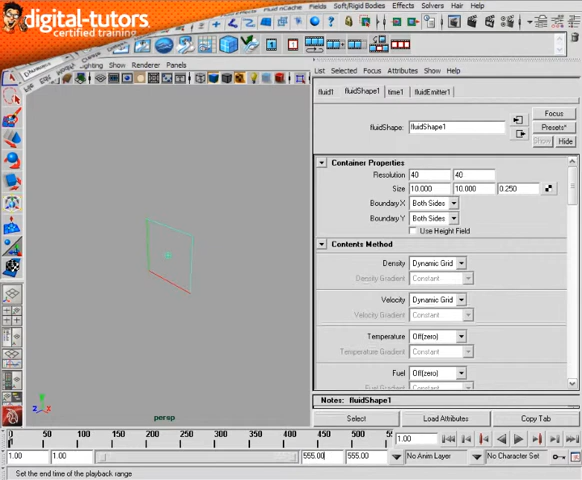 digital-tutors
certified training
Soft/Rigid Bodies Effects Solvers Hair
Lighting Show Renderer Panels
List Selected Focus Attributes Show Help
fluid1 fluidShape1 time1 fluidEmitter1
Focus
fluidShape: fluidShape1
Presets*
Show Hide
Container Properties
Resolution 40 40
Size 10.000 10.000 0.250
Boundary X Both Sides
Boundary Y Both Sides
Use Height Field
Contents Method
Density Dynamic Grid
Density Gradient Constant
Velocity Dynamic Grid
Velocity Gradient Constant
Temperature Off(zero)
Temperature Gradient Constant
Fuel Off(zero)
Fuel Gradient Constant
Z X
persp
Notes: fluidShape1
Select Load Attributes Copy Tab
0 50 100 150 200 250 300 350 400 450 500 550
1.00
1.00 1.00 555.00 555.00 No Anim Layer No Character Set
Set the end time of the playback range